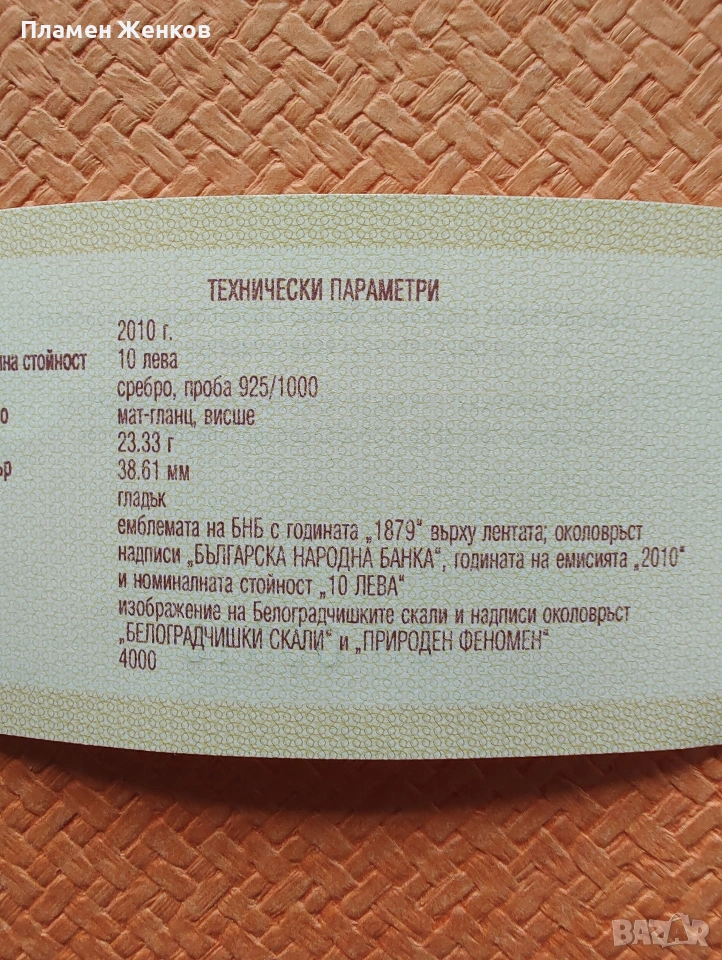 Пламен Женков
ТЕХНИЧЕСКИ ПАРАМЕТРИ
2010 г.
на стойност 10 лева
сребро, проба 925/1000
о мат-гланц, висше
23.33 г
ър 38.61 мм
гладък
емблемата на БНБ с годината „1879“ върху лентата; околовръст
надписи „БЪЛГАРСКА НАРОДНА БАНКА“, годината на емисията „2010“
и номиналната стойност „10 ЛЕВА“
изображение на Белоградчишките скали и надписи околовръст
„БЕЛОГРАДЧИШКИ СКАЛИ“ и „ПРИРОДЕН ФЕНОМЕН“
4000
BAZAR